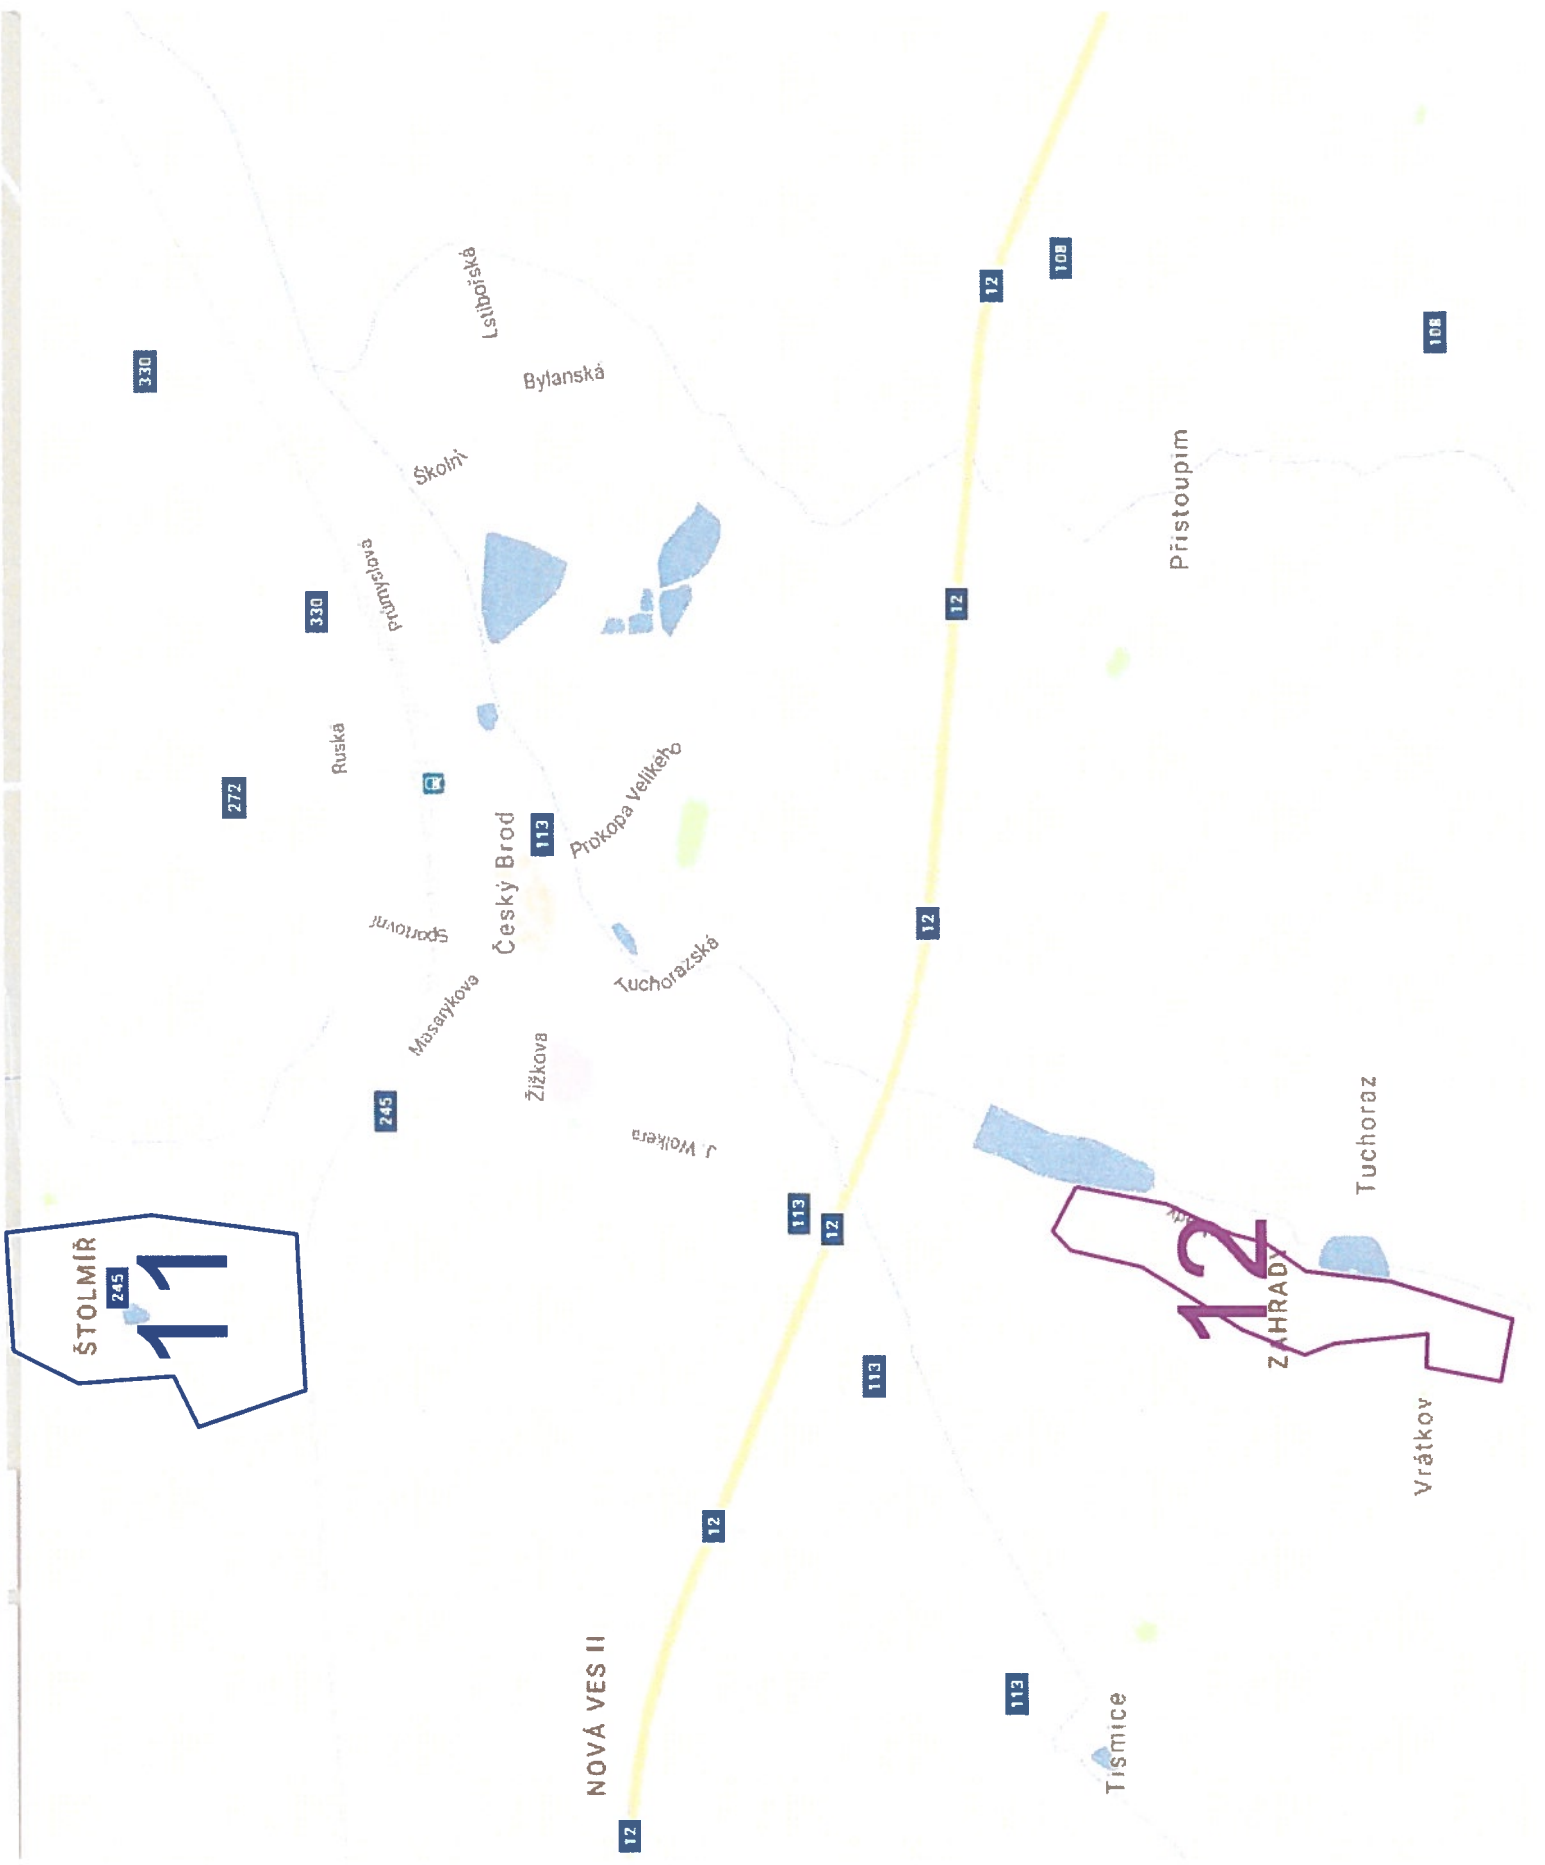 ŠTOLMÍŘ
245
11
330
272
330
Ruská
Průmyslová
245
Sportovní
Masarykova
Školní
Lstibořská
Bylanská
Český Brod
113
Žižkova
Prokopa Velikého
Tuchorazská
J. Wolkera
NOVÁ VES II
12
12
113
12
113
12
12
12
108
113
Tismice
Přistoupim
12
ZAHRADY
Tuchoraz
Vrátkov
108